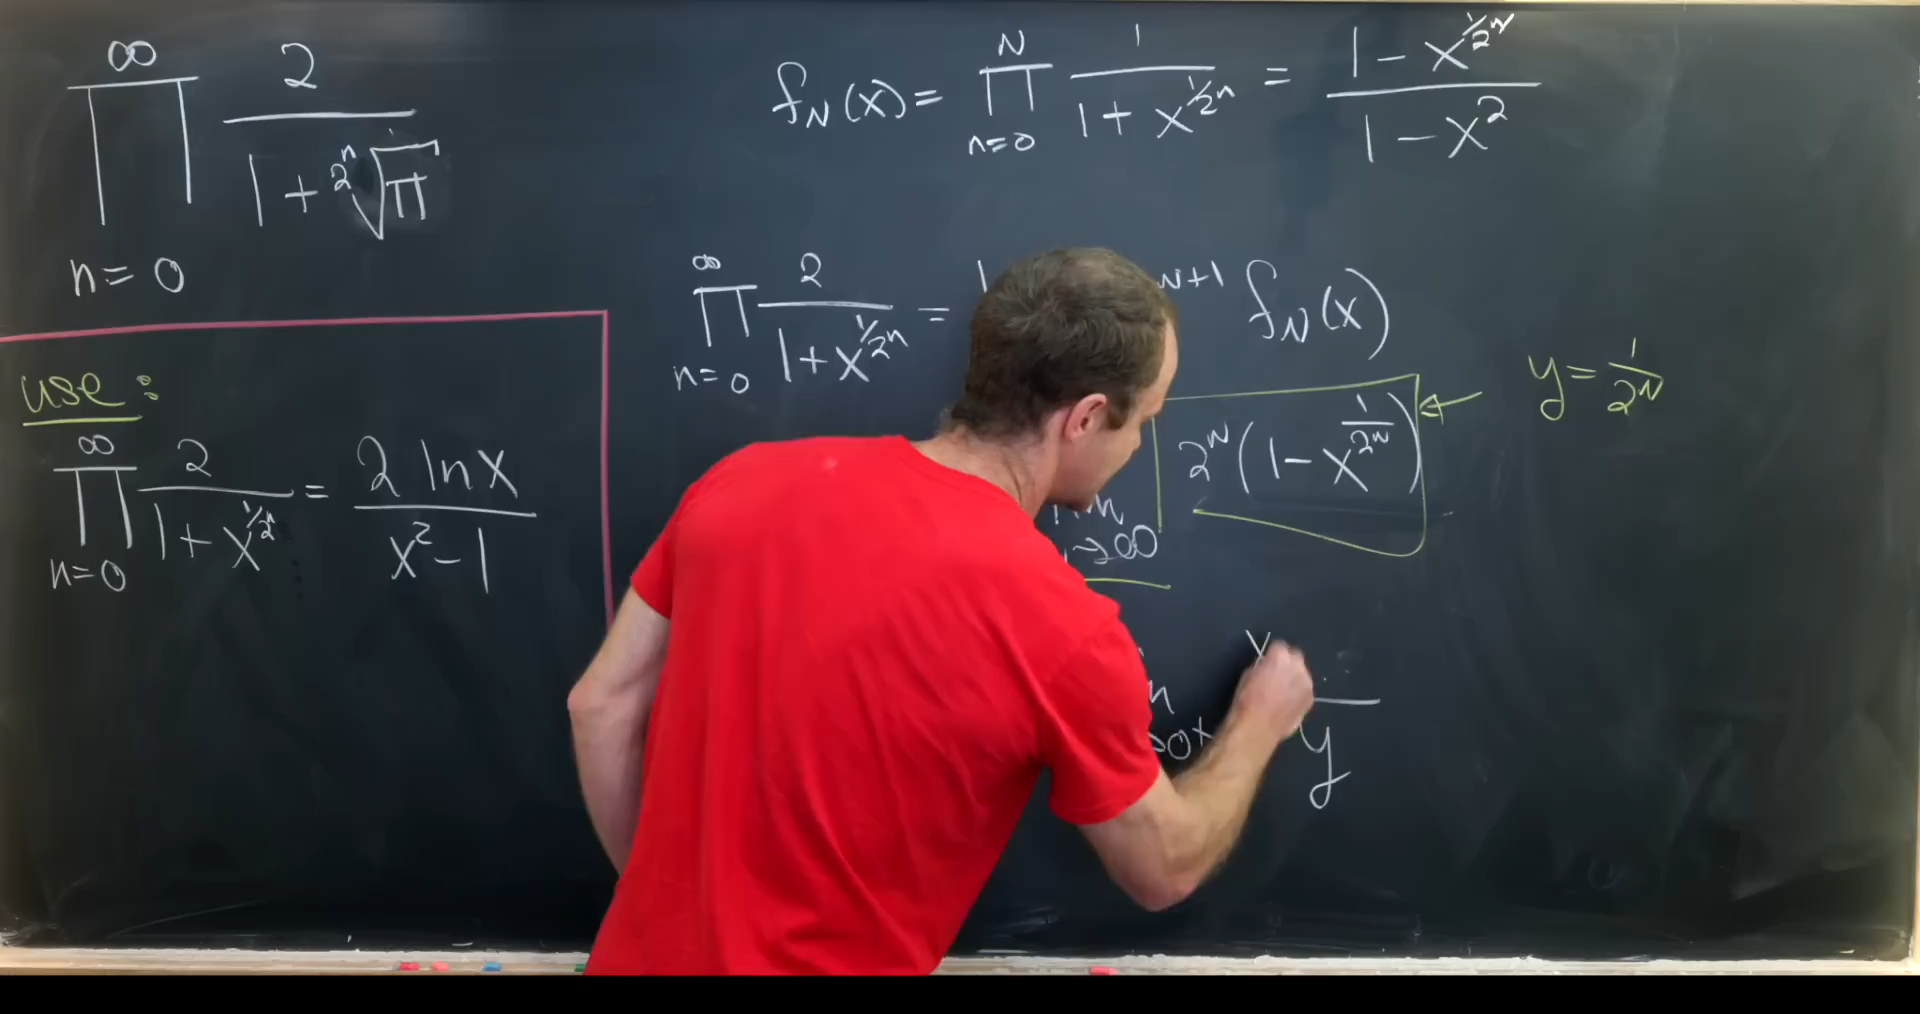 ∞ ∏ n=0 2 / (1 + 2ⁿ√π)
f_N(x) = N ∏ n=0 1 / (1 + x^(1/2ⁿ)) = (1 - x^(1/2^N)) / (1 - x²)
∞ ∏ n=0 2 / (1 + x^(1/2ⁿ)) =
N+1 f_N(x)
y = 1/2^N
use:
∞ ∏ n=0 2 / (1 + x^(1/2ⁿ)) = 2 ln x / (x² - 1)
→∞ 2^N (1 - x^(1/2^N))
→0⁺
y